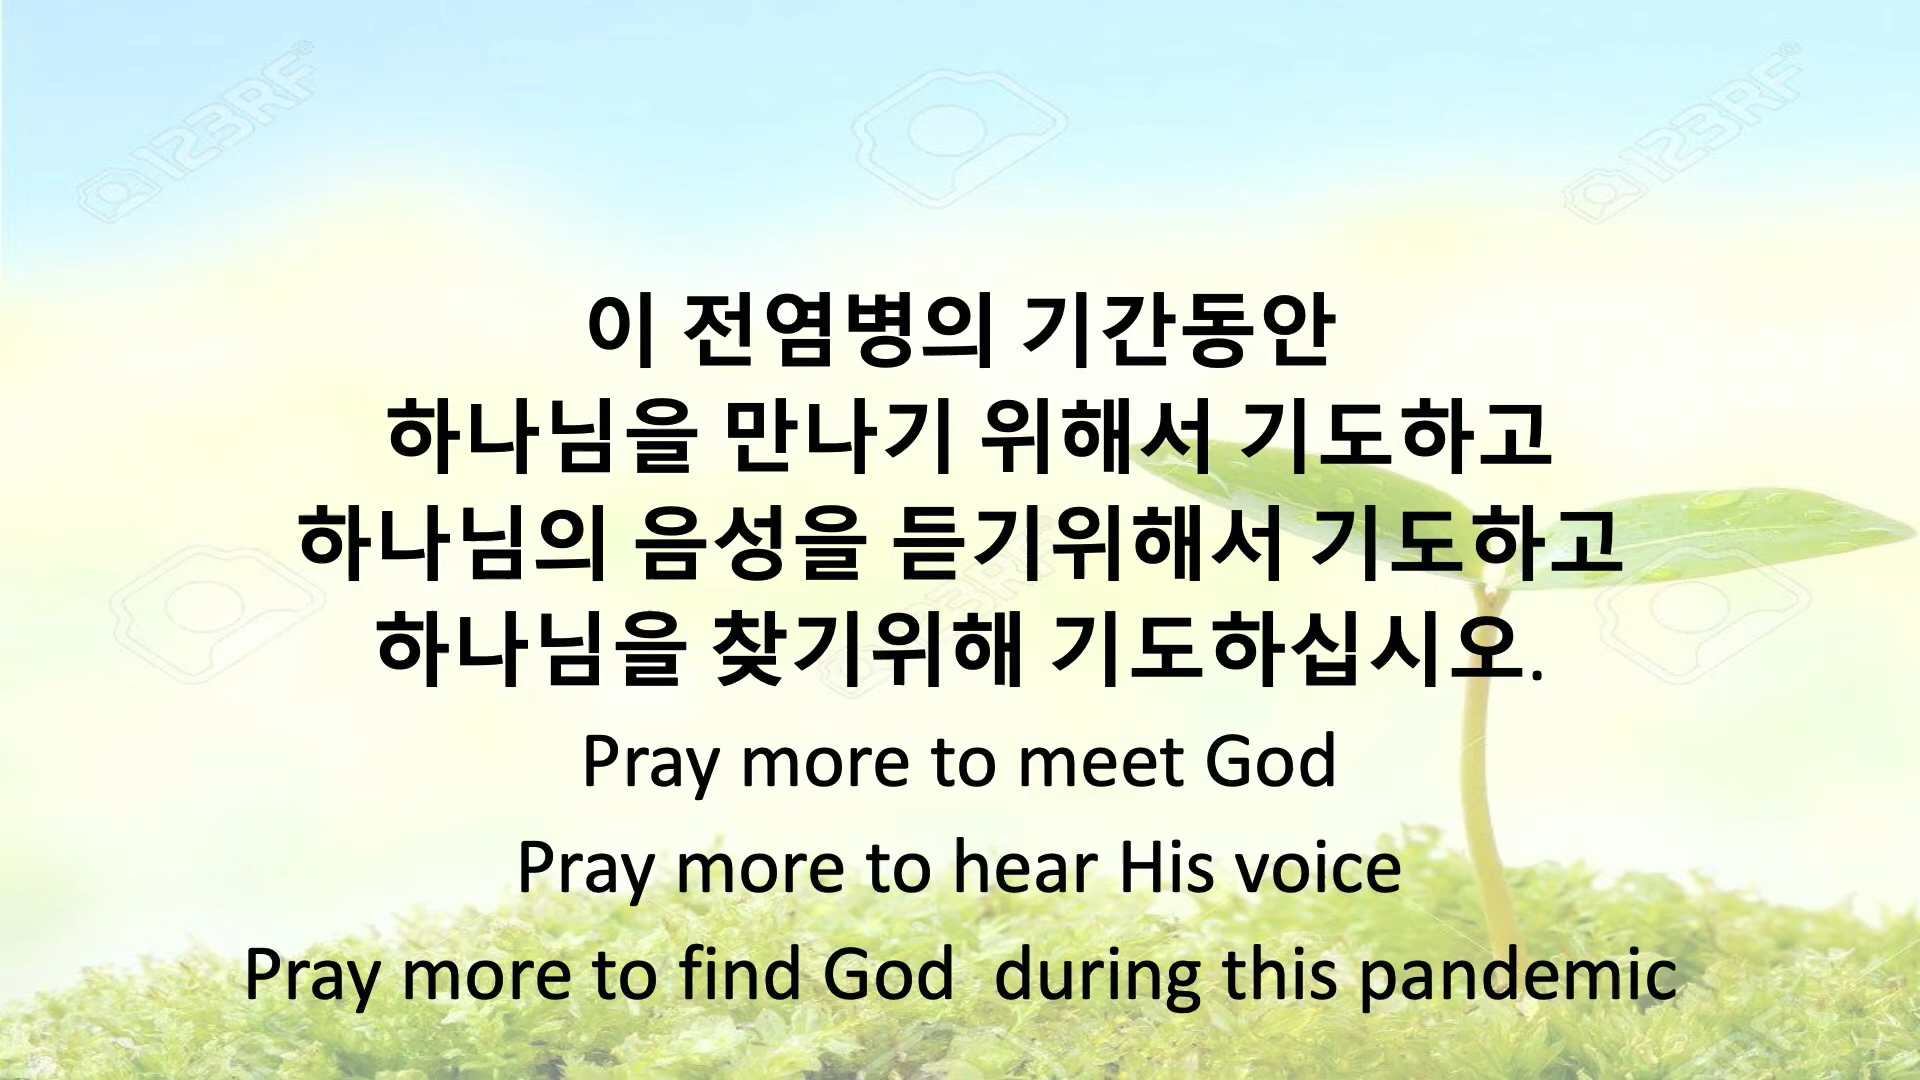 이 전염병의 기간동안
하나님을 만나기 위해서 기도하고
하나님의 음성을 듣기위해서 기도하고
하나님을 찾기위해 기도하십시오.
Pray more to meet God
Pray more to hear His voice
Pray more to find God  during this pandemic
123RF
123RF